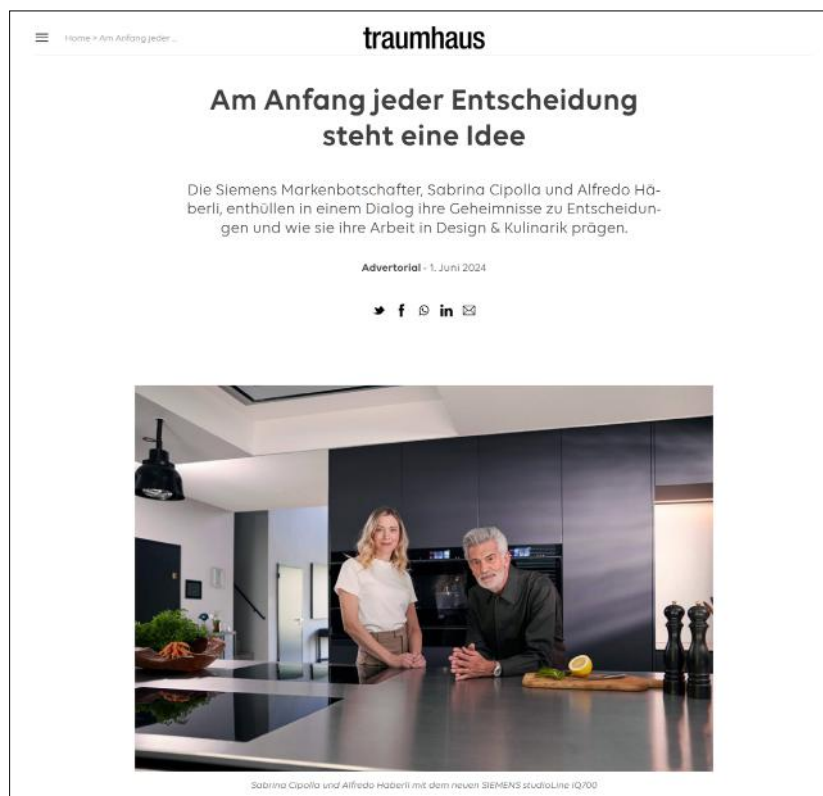 Home > Am Anfang jeder ...
traumhaus
Am Anfang jeder Entscheidung
steht eine Idee
Die Siemens Markenbotschafter, Sabrina Cipolla und Alfredo Hä-
berli, enthüllen in einem Dialog ihre Geheimnisse zu Entscheidun-
gen und wie sie ihre Arbeit in Design & Kulinarik prägen.
Advertorial - 1. Juni 2024
Sabrina Cipolla und Alfredo Häberli mit dem neuen SIEMENS studioLine iQ700